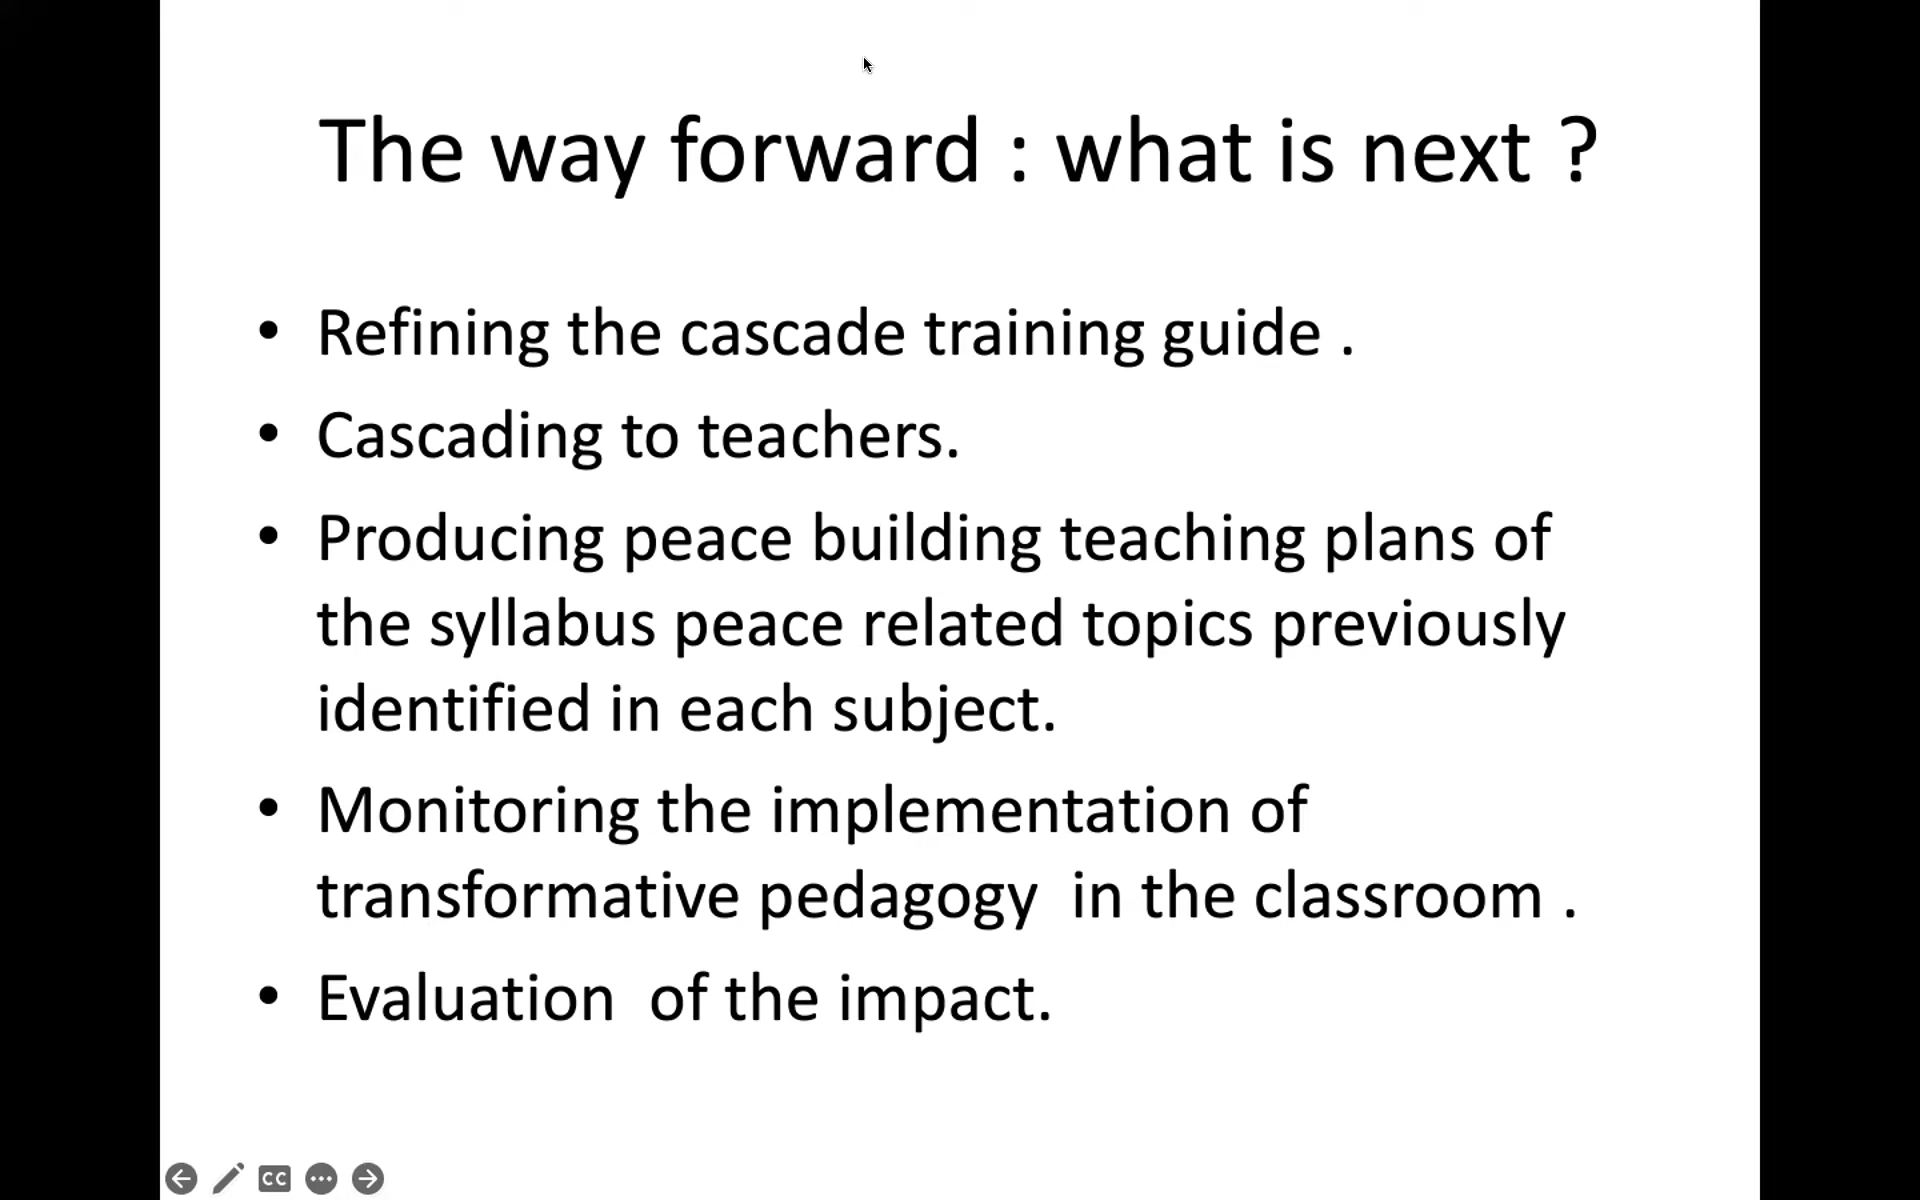 The way forward : what is next ?
• Refining the cascade training guide .
• Cascading to teachers.
• Producing peace building teaching plans of
the syllabus peace related topics previously
identified in each subject.
• Monitoring the implementation of
transformative pedagogy  in the classroom .
• Evaluation  of the impact.
CC